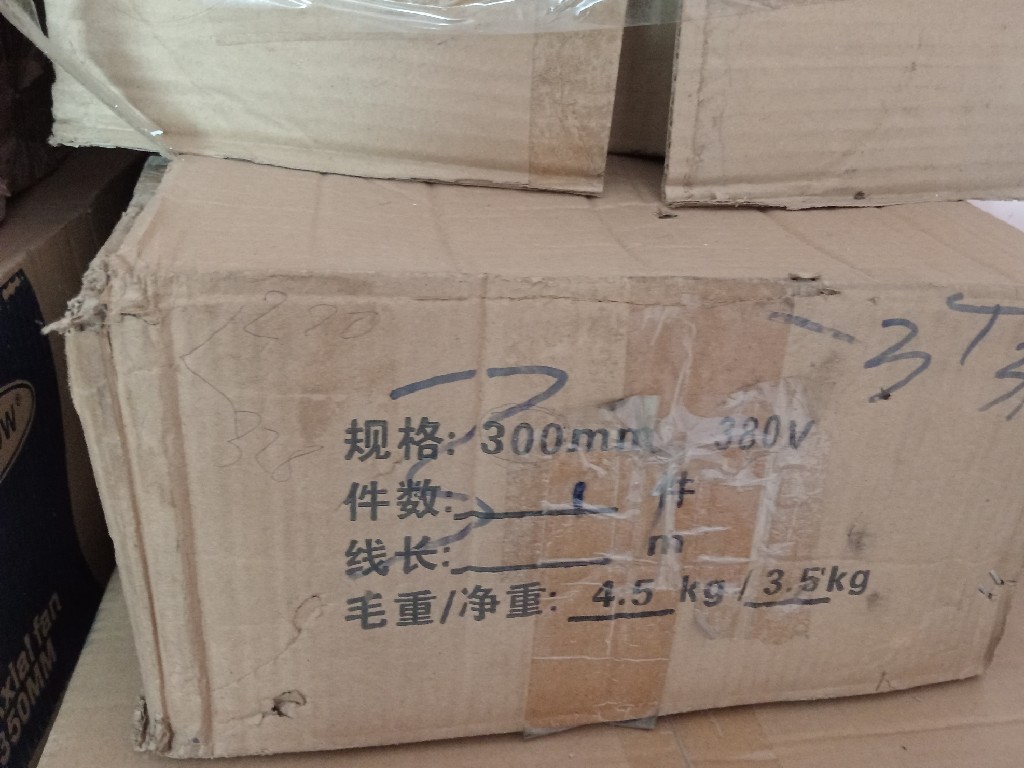 规格: 300mm 380V
件数: 1 件
线长: m
毛重/净重: 4.5 kg / 3.5kg
xial fan
350MM